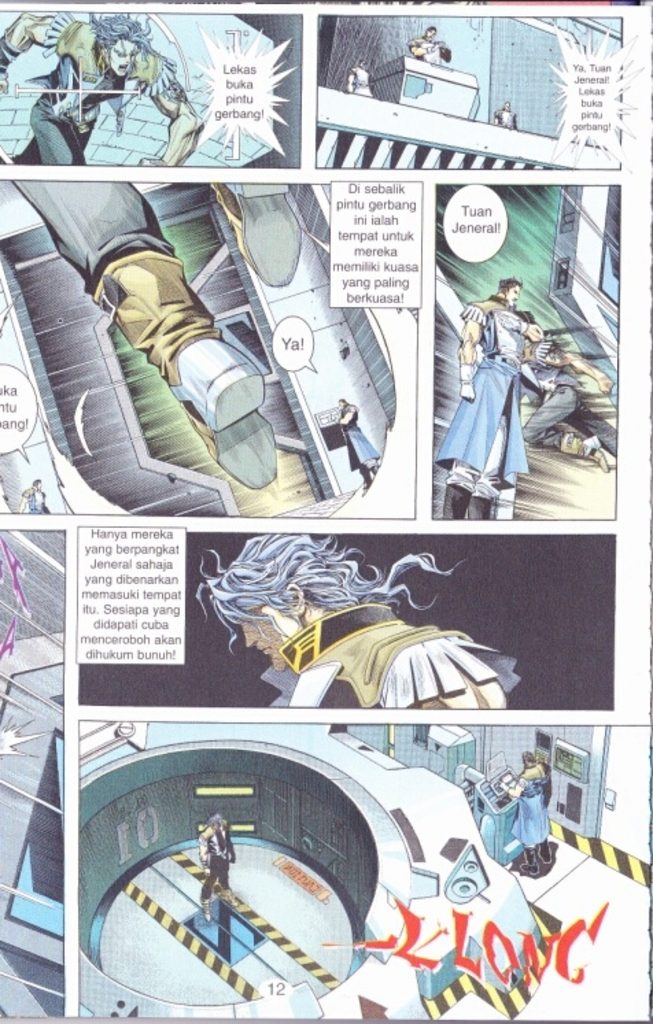 Lekas
buka
pintu
gerbang!
Ya, Tuan
Jeneral!
Lekas
buka
pintu
gerbang!
Di sebalik
pintu gerbang
ini ialah
tempat untuk
mereka
memiliki kuasa
yang paling
berkuasa!
Ya!
Tuan
Jeneral!
uka
ntu
bang!
Hanya mereka
yang berpangkat
Jeneral sahaja
yang dibenarkan
memasuki tempat
itu. Sesiapa yang
didapati cuba
menceroboh akan
dihukum bunuh!
10
KLONG
12